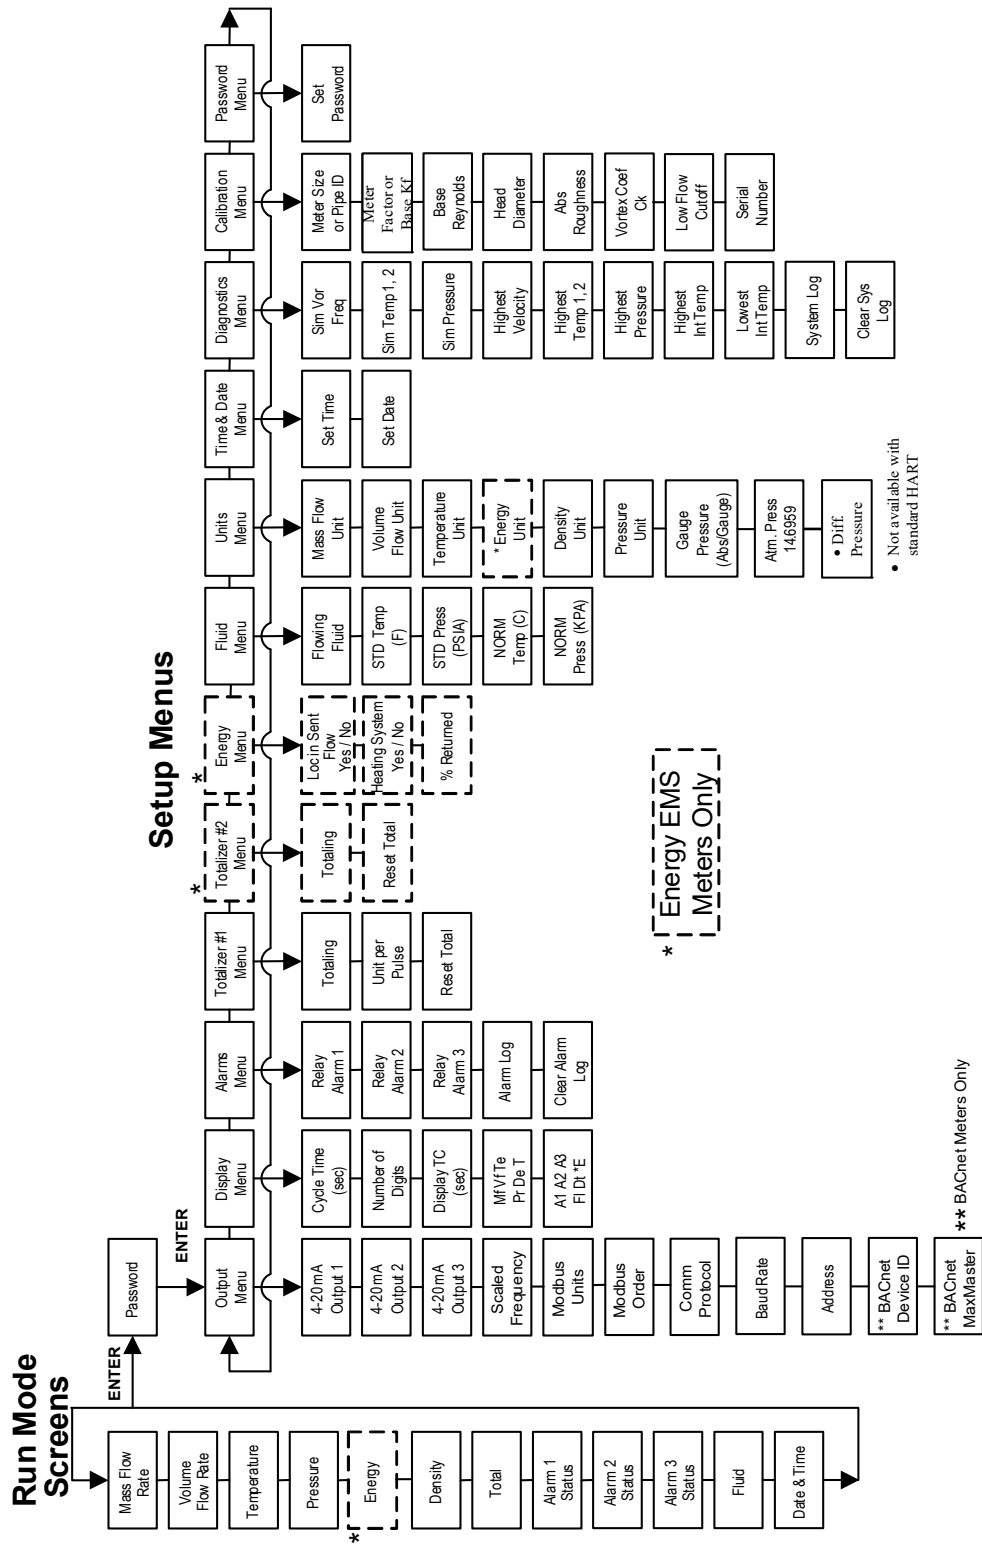 Run Mode
Screens
Mass Flow
Rate
Volume
Flow Rate
Temperature
Pressure
*
Energy
Density
Total
Alarm 1
Status
Alarm 2
Status
Alarm 3
Status
Fluid
Date & Time
ENTER
Password
ENTER
Setup Menus
Output
Menu
4-20mA
Output 1
4-20mA
Output 2
4-20mA
Output 3
Scaled
Frequency
Modbus
Units
Modbus
Order
Comm
Protocol
Baud Rate
Address
** BACnet
Device ID
** BACnet
MaxMaster
** BACnet Meters Only
Display
Menu
Cycle Time
(sec)
Number of
Digits
Display TC
(sec)
Mf Vf Te
Pr De T
A1 A2 A3
Fl Dt *E
Alarms
Menu
Relay
Alarm 1
Relay
Alarm 2
Relay
Alarm 3
Alarm Log
Clear Alarm
Log
Totalizer #1
Menu
Totaling
Unit per
Pulse
Reset Total
*
Totalizer #2
Menu
Totaling
Reset Total
*
Energy
Menu
Loc in Sent
Flow
Yes / No
Heating System
Yes / No
% Returned
* Energy EMS
Meters Only
Fluid
Menu
Flowing
Fluid
STD Temp
(F)
STD Press
(PSIA)
NORM
Temp (C)
NORM
Press (KPA)
Units
Menu
Mass Flow
Unit
Volume
Flow Unit
Temperature
Unit
* Energy
Unit
Density
Unit
Pressure
Unit
Gauge
Pressure
(Abs/Gauge)
Atm. Press
14.6959
• Diff.
Pressure
• Not available with
standard HART
Time & Date
Menu
Set Time
Set Date
Diagnostics
Menu
Sim Vor
Freq
Sim Temp 1, 2
Sim Pressure
Highest
Velocity
Highest
Temp 1, 2
Highest
Pressure
Highest
Int Temp
Lowest
Int Temp
System Log
Clear Sys
Log
Calibration
Menu
Meter Size
or Pipe ID
Meter
Factor or
Base Kf
Base
Reynolds
Head
Diameter
Abs
Roughness
Vortex Coef
Ck
Low Flow
Cutoff
Serial
Number
Password
Menu
Set
Password